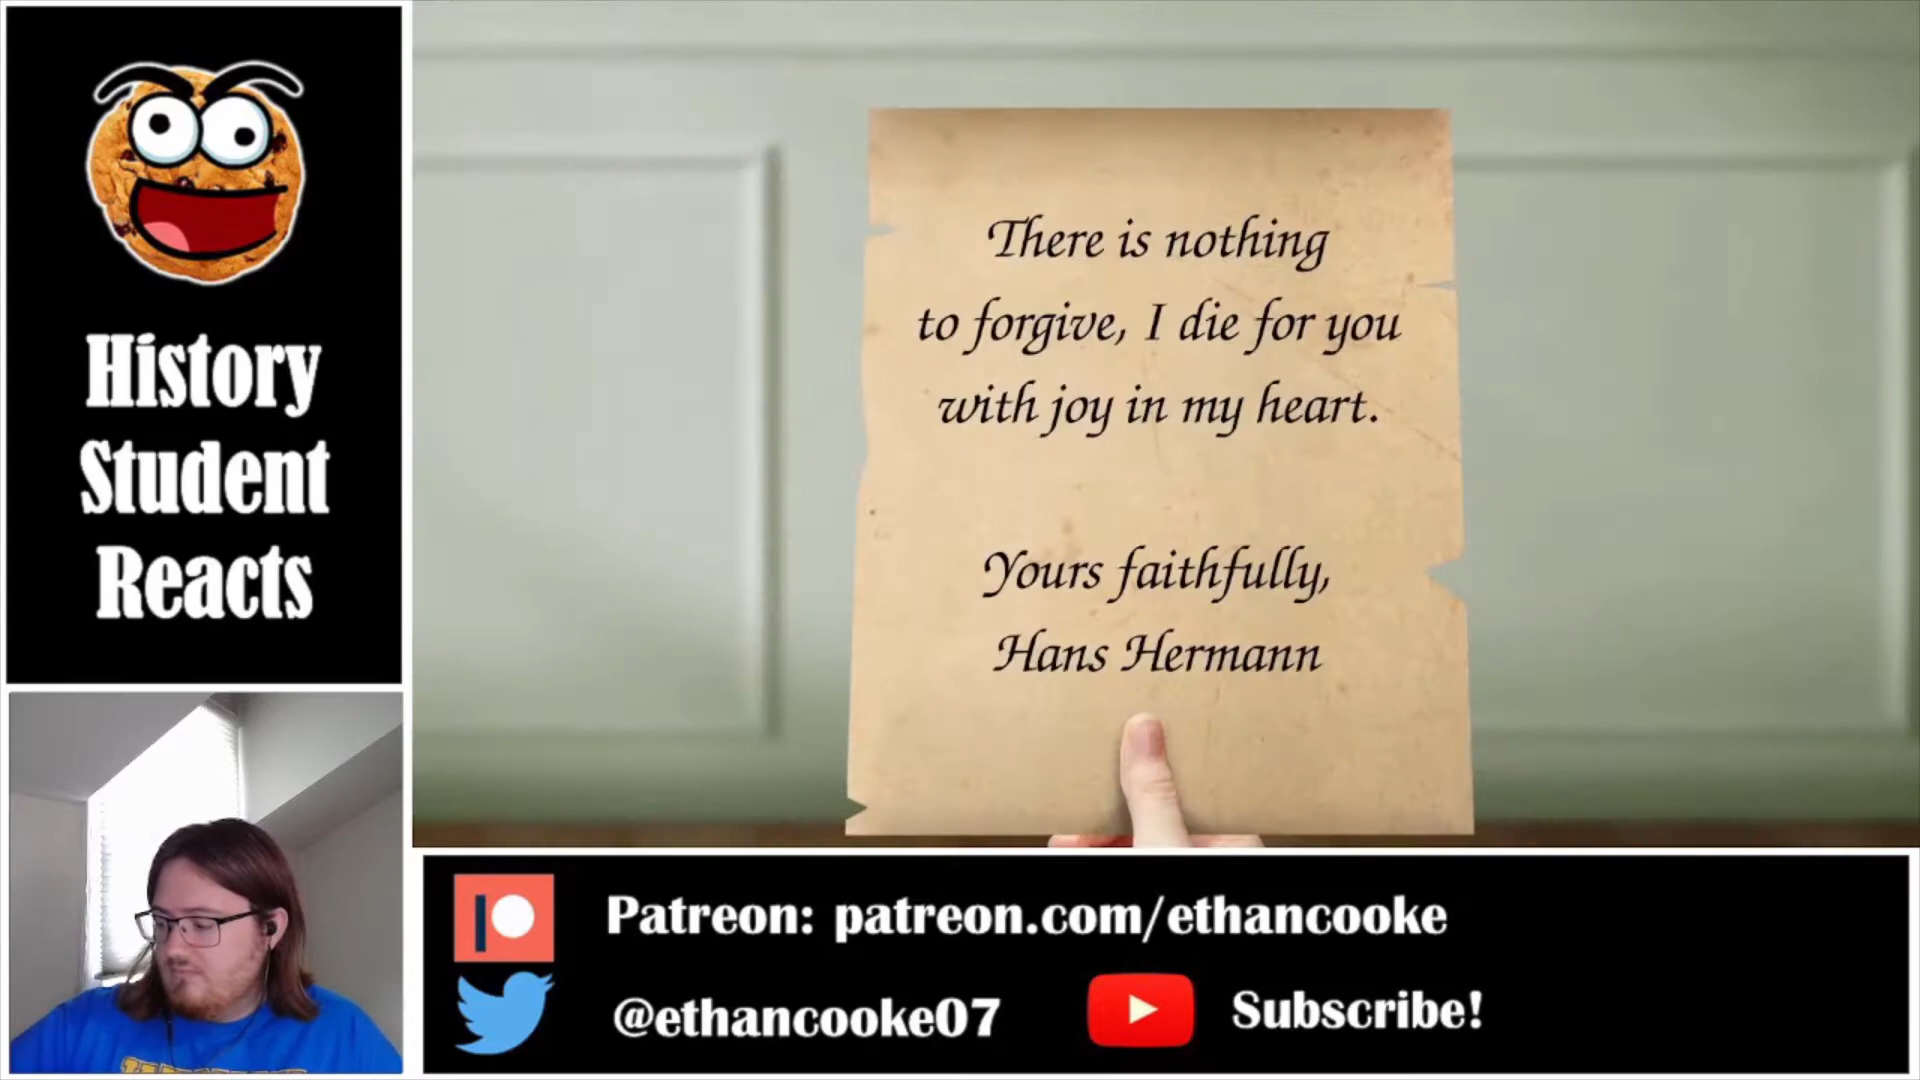 History
Student
Reacts
There is nothing
to forgive, I die for you
with joy in my heart.
Yours faithfully,
Hans Hermann
Patreon: patreon.com/ethancooke
@ethancooke07
Subscribe!